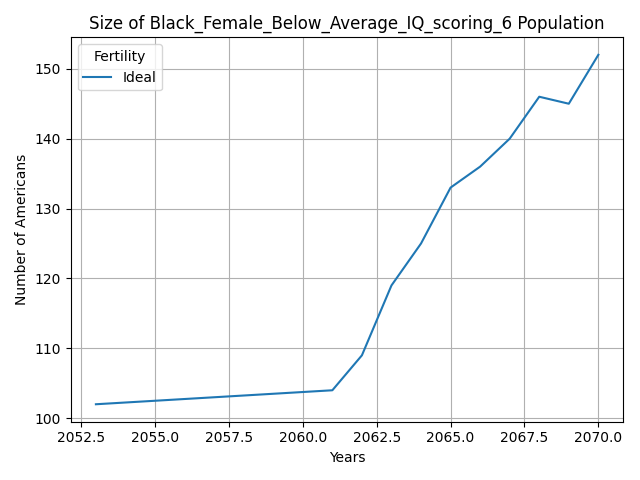 Size of Black_Female_Below_Average_IQ_scoring_6 Population
Fertility
Ideal
Number of Americans
150
140
130
120
110
100
2052.5 2055.0 2057.5 2060.0 2062.5 2065.0 2067.5 2070.0
Years